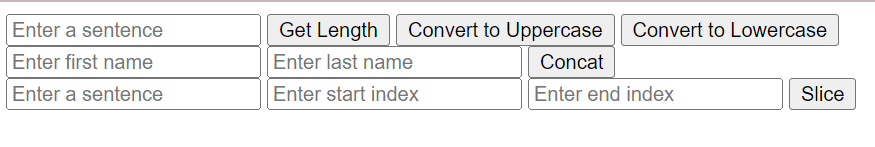 Enter a sentence Get Length Convert to Uppercase Convert to Lowercase
Enter first name Enter last name Concat
Enter a sentence Enter start index Enter end index Slice